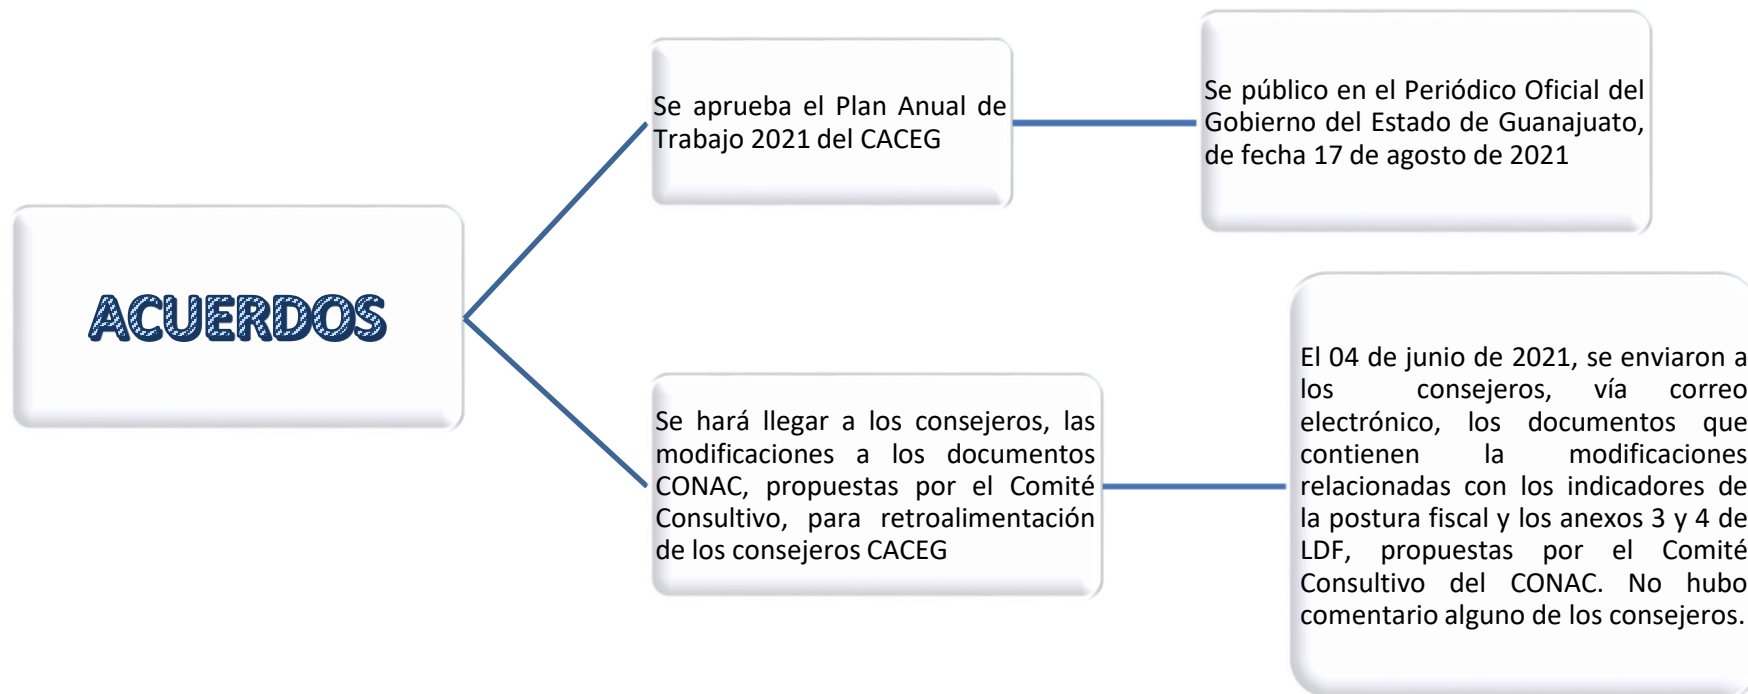 ACUERDOS
Se aprueba el Plan Anual de
Trabajo 2021 del CACEG
Se público en el Periódico Oficial del
Gobierno del Estado de Guanajuato,
de fecha 17 de agosto de 2021
Se hará llegar a los consejeros, las
modificaciones a los documentos
CONAC, propuestas por el Comité
Consultivo, para retroalimentación
de los consejeros CACEG
El 04 de junio de 2021, se enviaron a
los consejeros, vía correo
electrónico, los documentos que
contienen la modificaciones
relacionadas con los indicadores de
la postura fiscal y los anexos 3 y 4 de
LDF, propuestas por el Comité
Consultivo del CONAC. No hubo
comentario alguno de los consejeros.